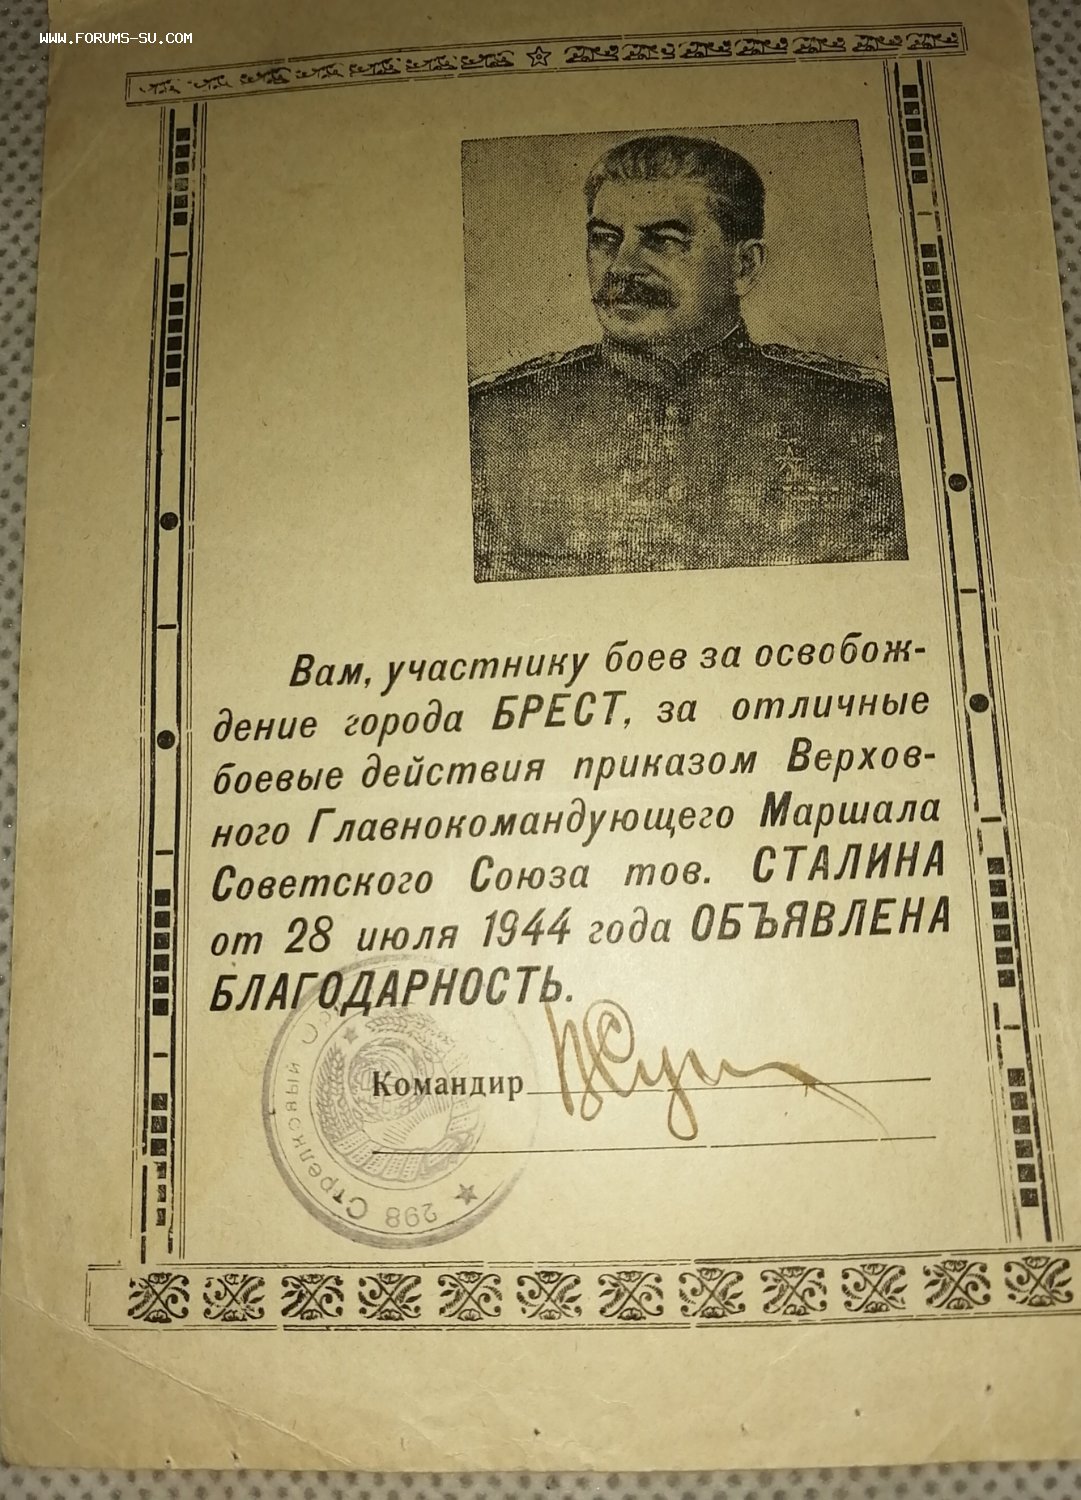 WWW.FORUMS-SU.COM
Вам, участнику боев за освобож-
дение города БРЕСТ, за отличные
боевые действия приказом Верхов-
ного Главнокомандующего Маршала
Советского Союза тов. СТАЛИНА
от 28 июля 1944 года ОБЪЯВЛЕНА
БЛАГОДАРНОСТЬ.
Командир
298 Стрелковый